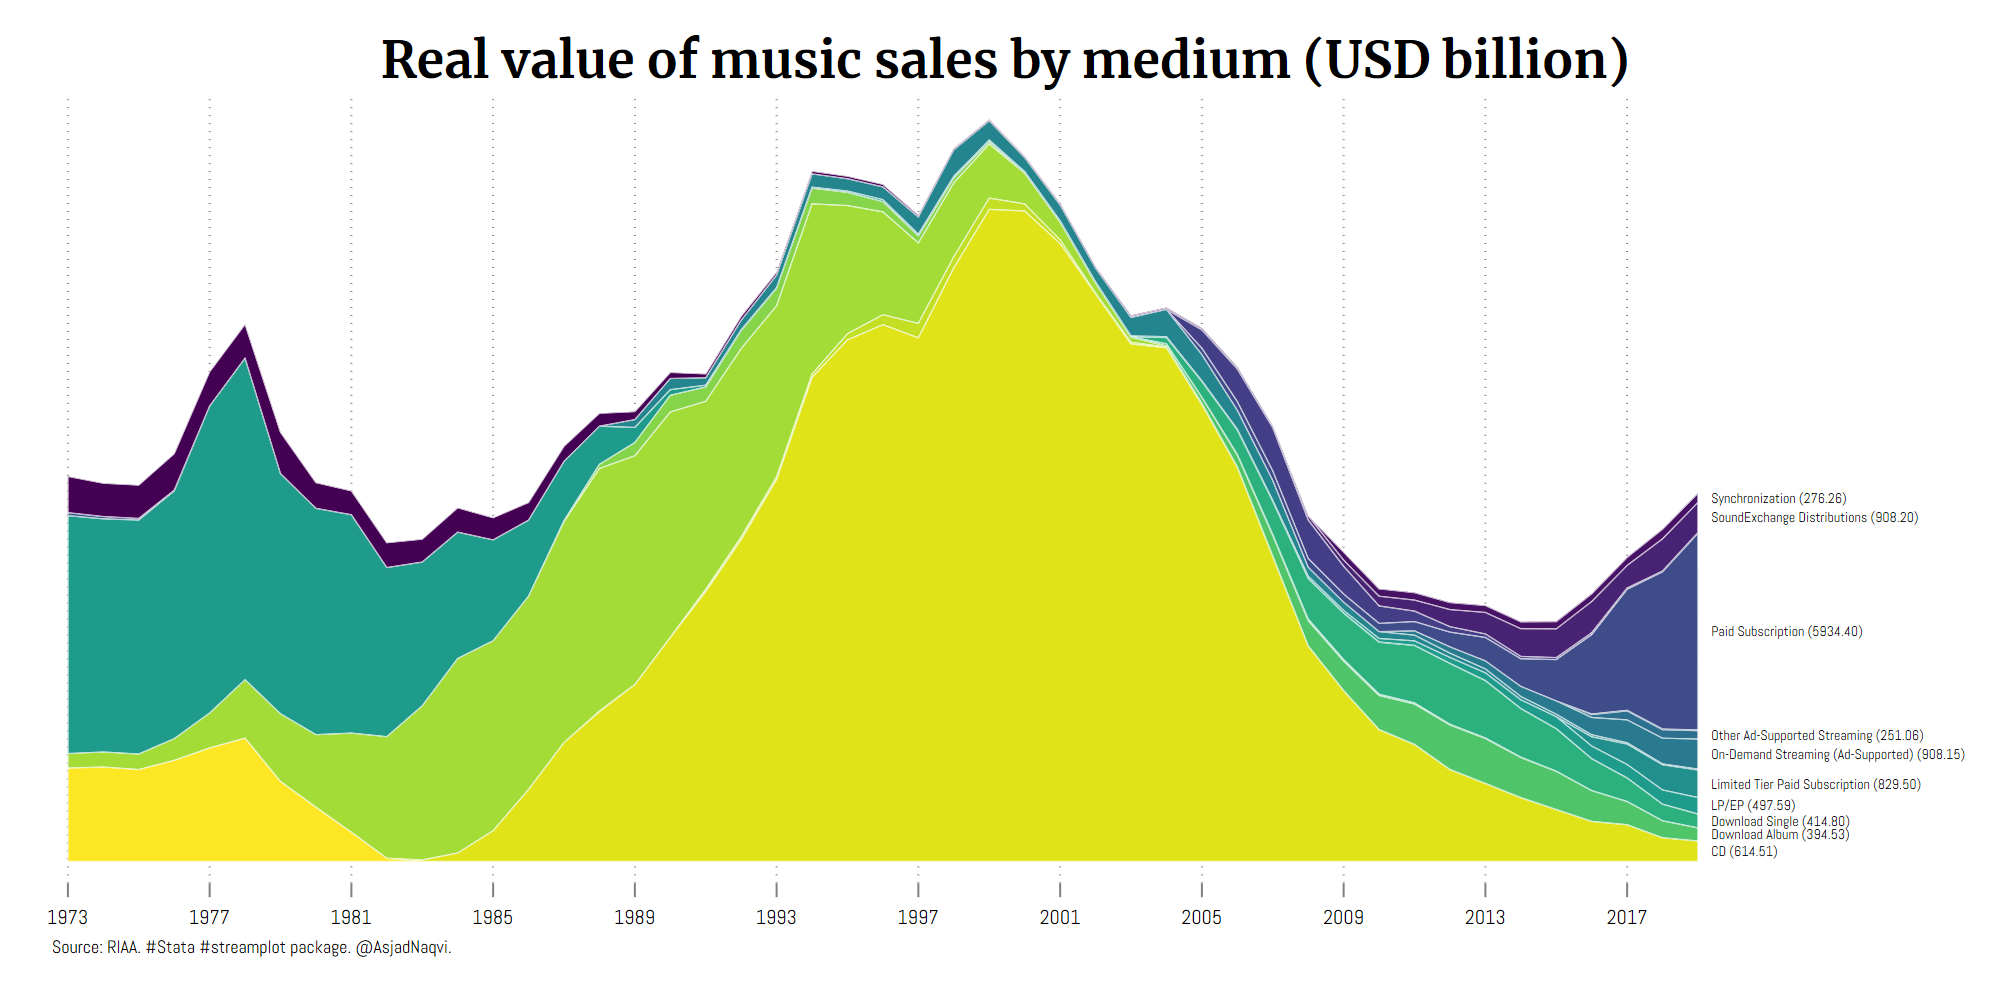 Real value of music sales by medium (USD billion)
Synchronization (276.26)
SoundExchange Distributions (908.20)
Paid Subscription (5934.40)
Other Ad-Supported Streaming (251.06)
On-Demand Streaming (Ad-Supported) (908.15)
Limited Tier Paid Subscription (829.50)
LP/EP (497.59)
Download Single (414.80)
Download Album (394.53)
CD (614.51)
1973 1977 1981 1985 1989 1993 1997 2001 2005 2009 2013 2017
Source: RIAA. #Stata #streamplot package. @AsjadNaqvi.